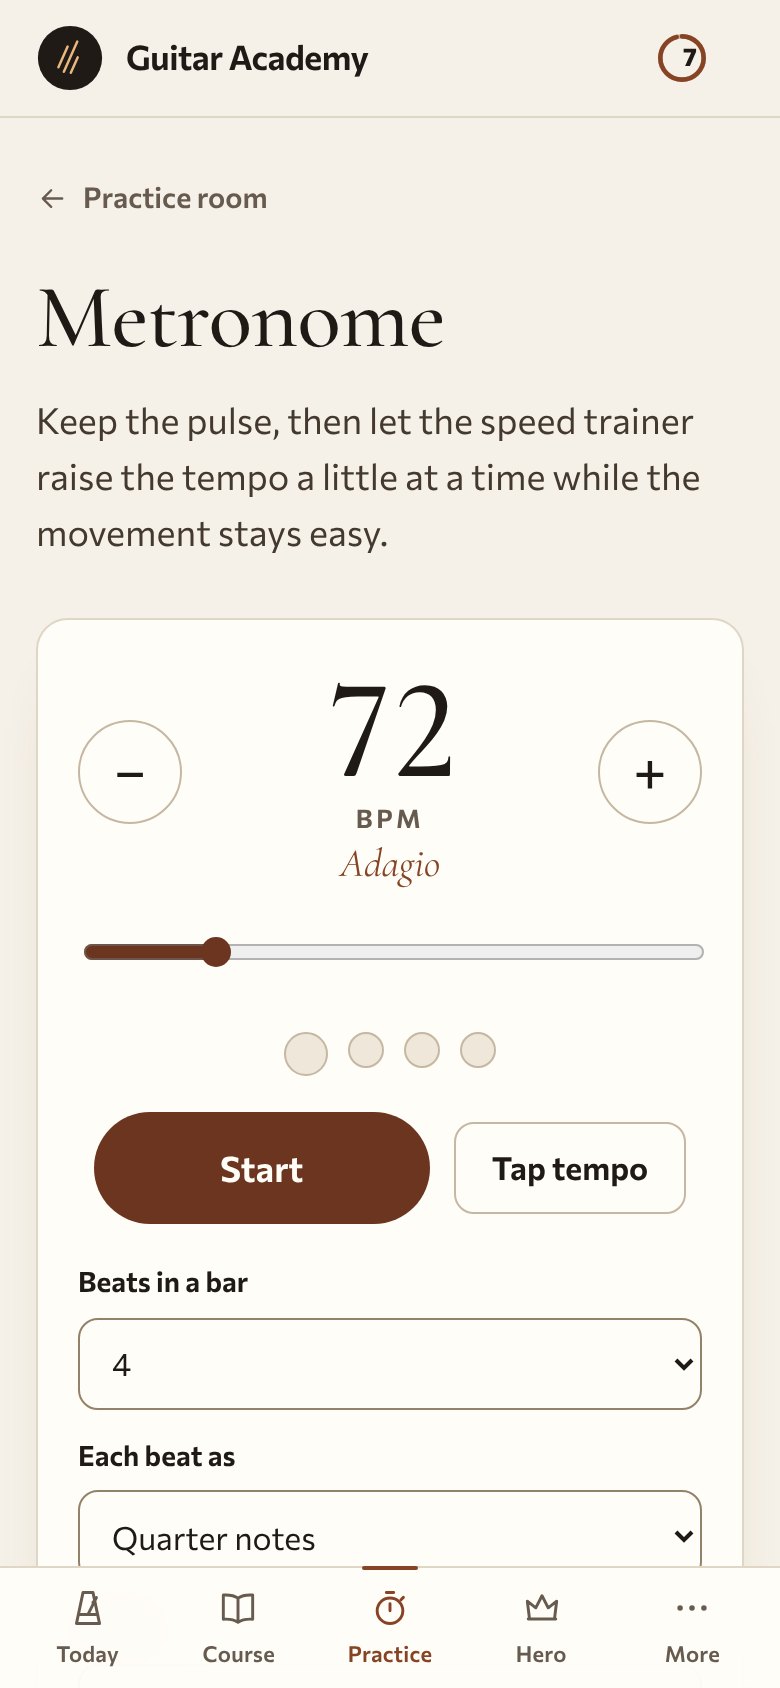 Guitar Academy
7
← Practice room
Metronome
Keep the pulse, then let the speed trainer
raise the tempo a little at a time while the
movement stays easy.
−
72
+
BPM
Adagio
Start
Tap tempo
Beats in a bar
4
Each beat as
Quarter notes
Today
Course
Practice
Hero
More